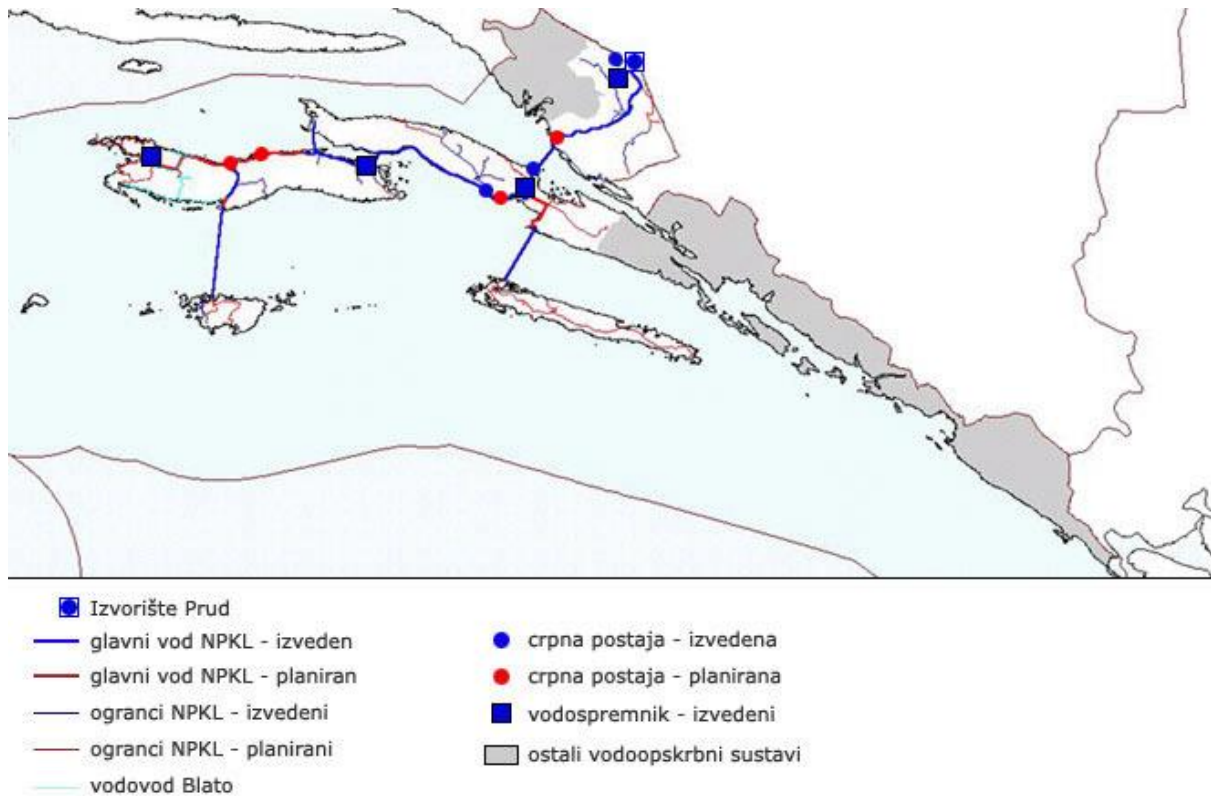 Izvorište Prud
glavni vod NPKL - izveden
glavni vod NPKL - planiran
ogranci NPKL - izvedeni
ogranci NPKL - planirani
vodovod Blato
crpna postaja - izvedena
crpna postaja - planirana
vodospremnik - izvedeni
ostali vodoopskrbni sustavi